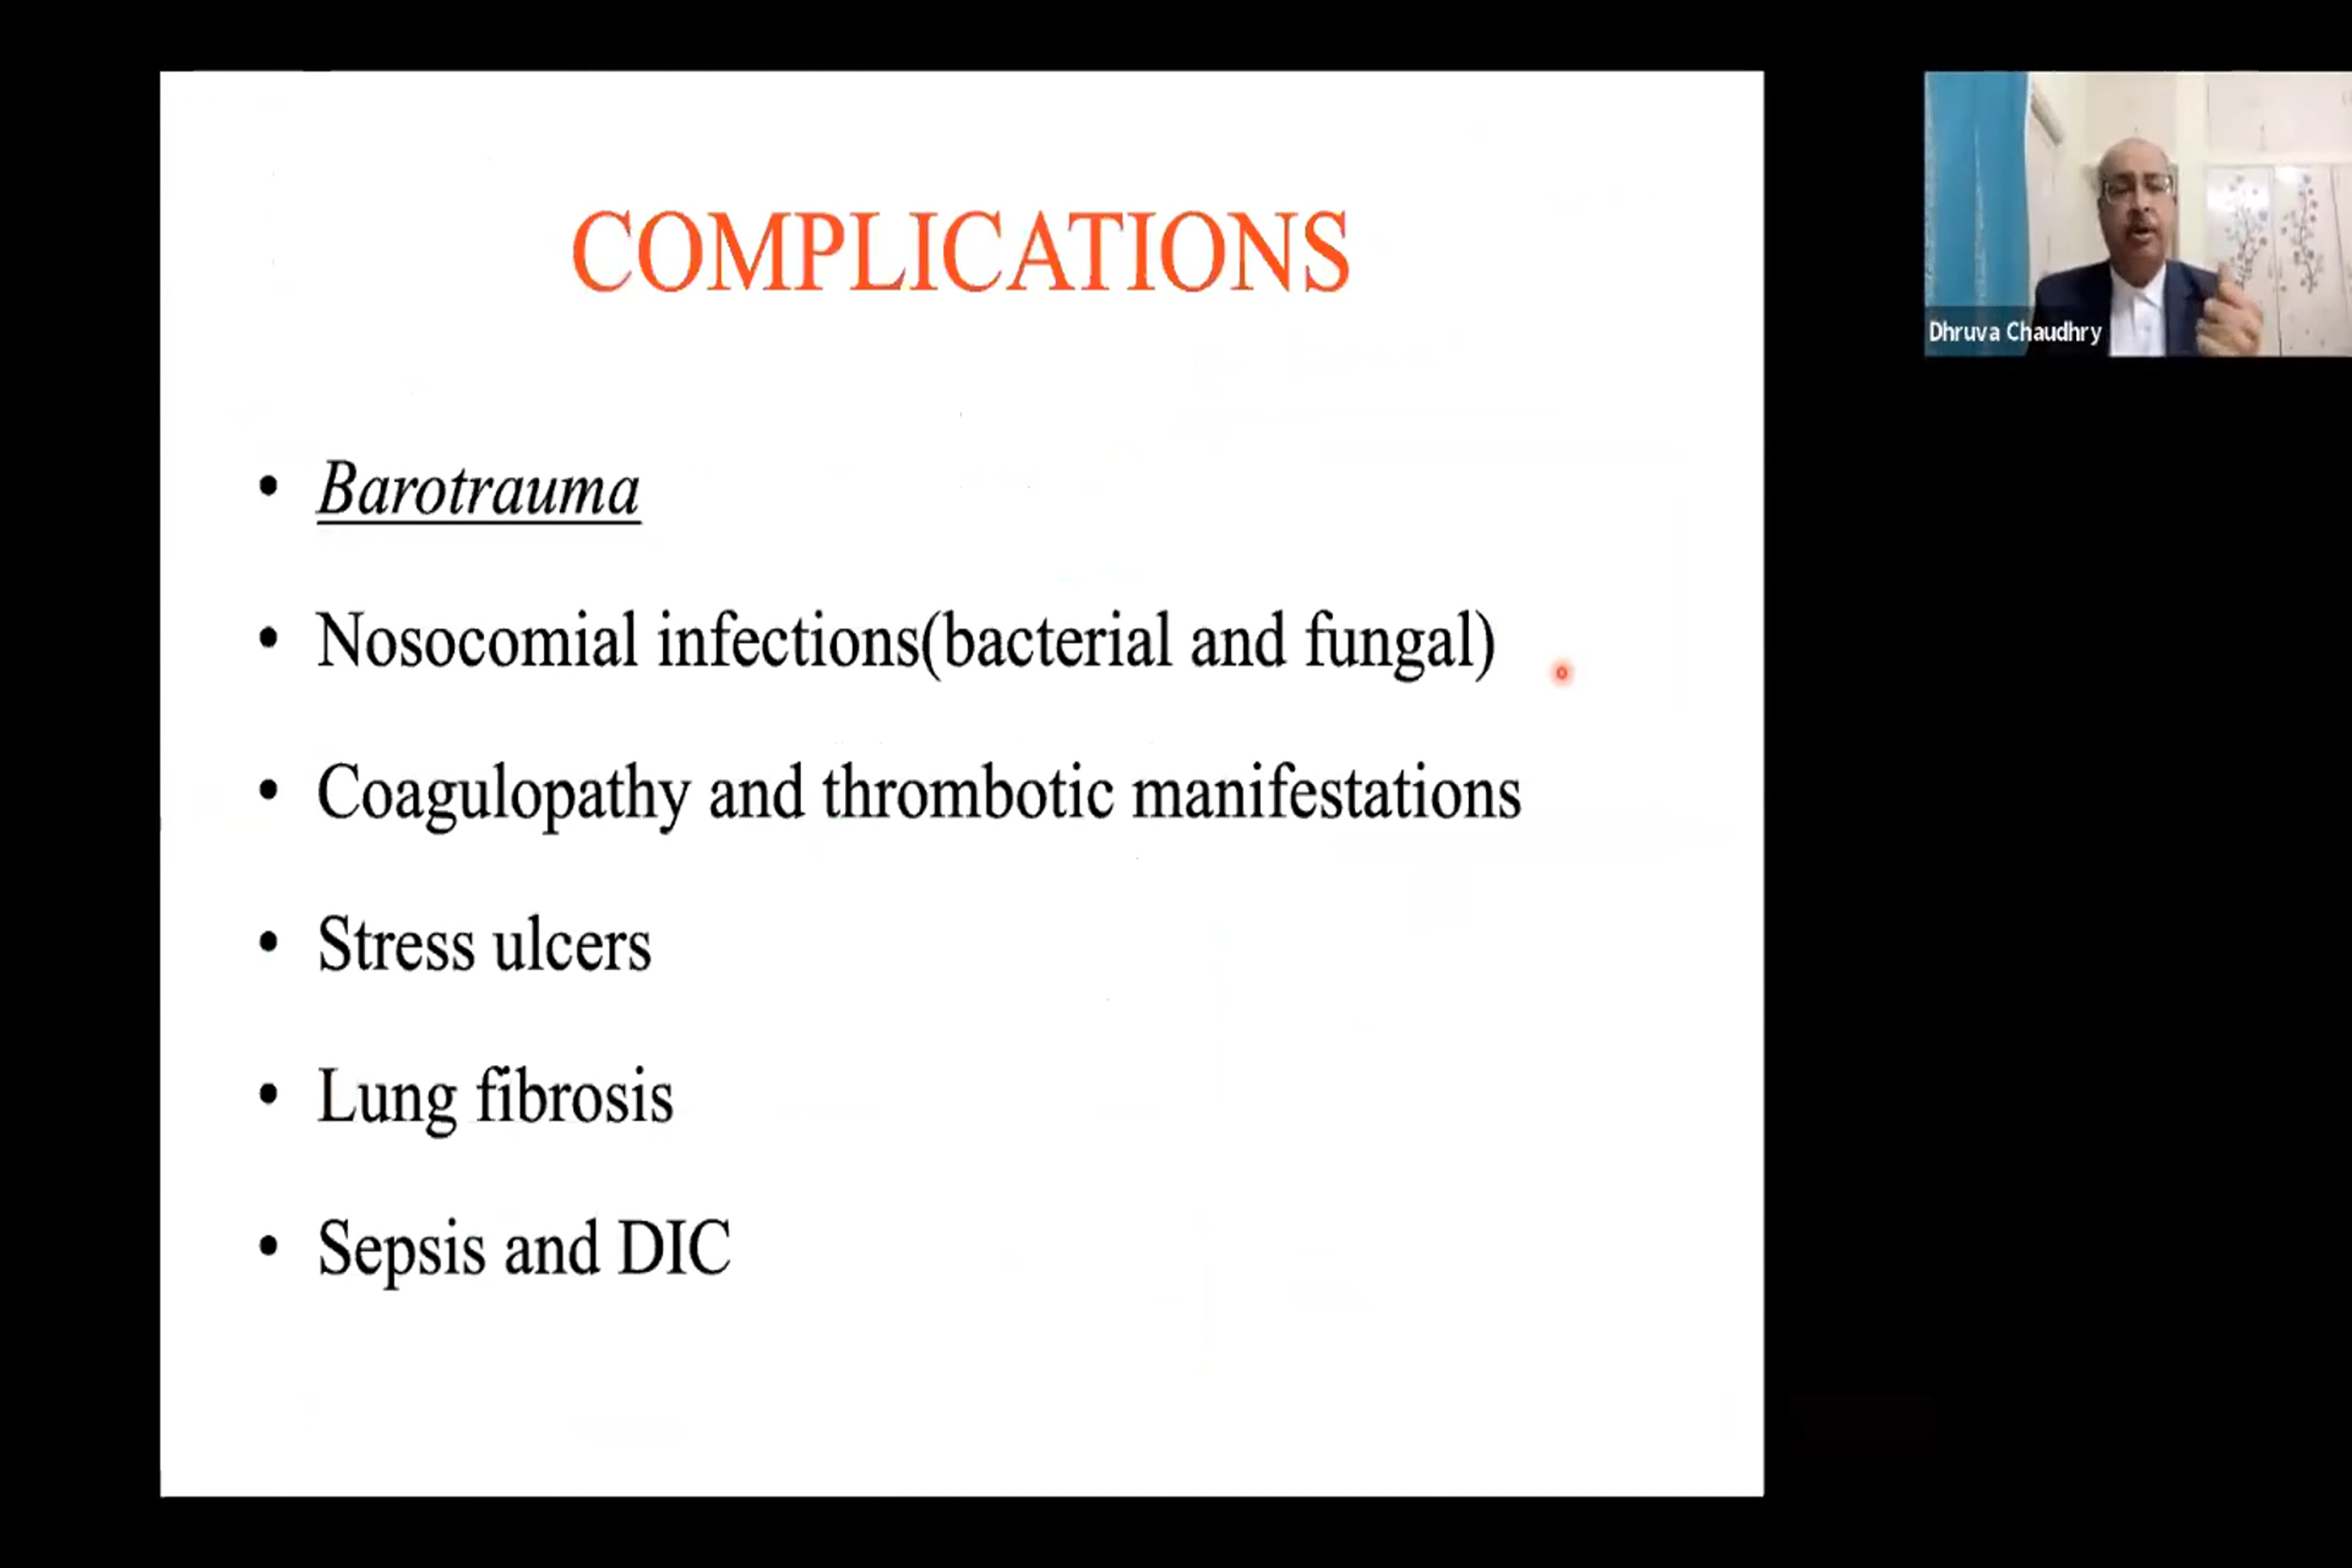 COMPLICATIONS
Dhruva Chaudhry
• Barotrauma
• Nosocomial infections(bacterial and fungal)
• Coagulopathy and thrombotic manifestations
• Stress ulcers
• Lung fibrosis
• Sepsis and DIC